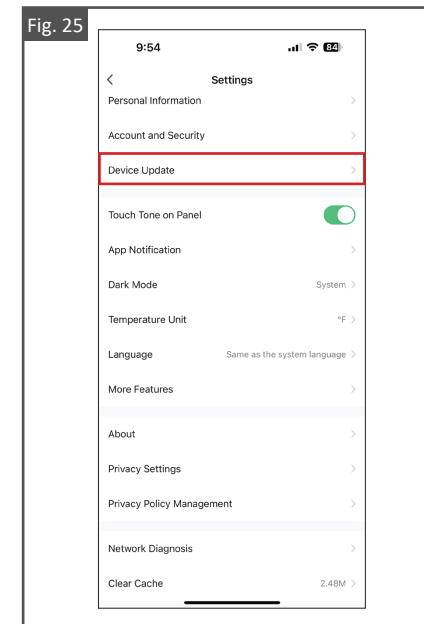 Fig. 25
9:54 84
Settings
Personal Information
Account and Security
Device Update
Touch Tone on Panel
App Notification
Dark Mode System
Temperature Unit °F
Language Same as the system language
More Features
About
Privacy Settings
Privacy Policy Management
Network Diagnosis
Clear Cache 2.48M